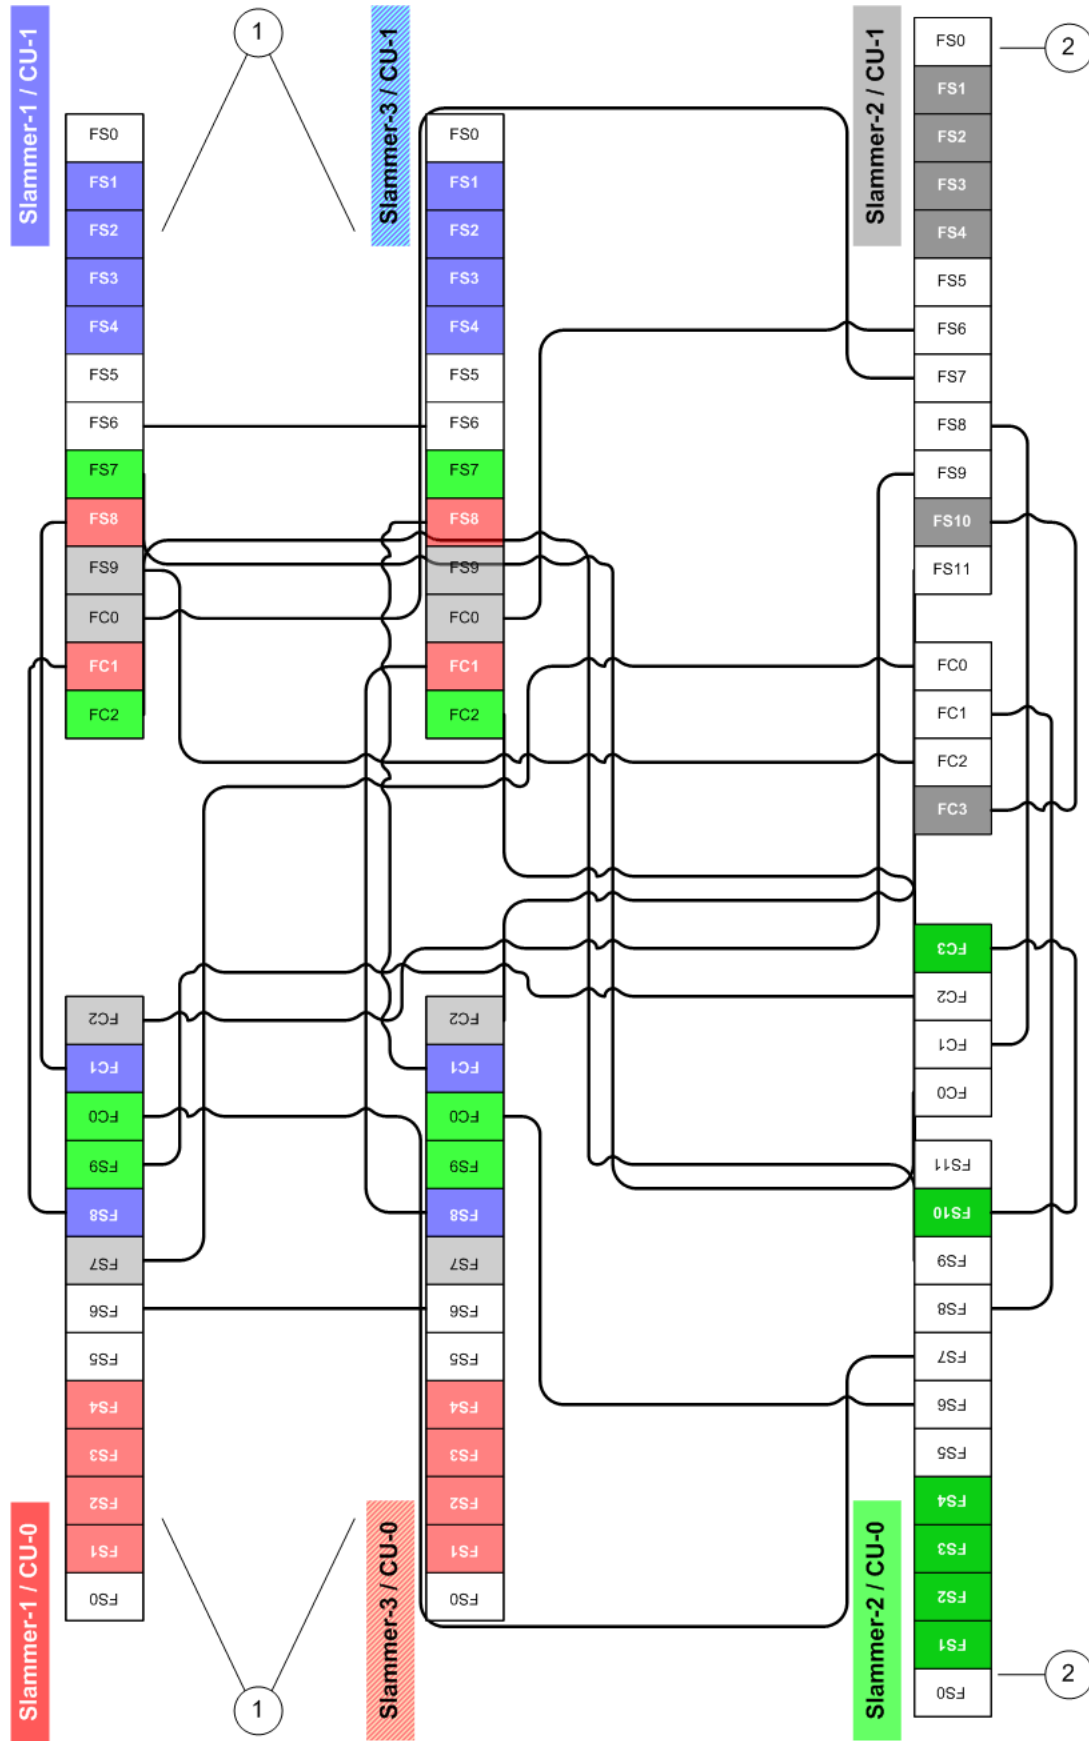 Slammer-1 / CU-1
1
Slammer-3 / CU-1
Slammer-2 / CU-1
2
FS0
FS1
FS2
FS3
FS4
FS5
FS6
FS7
FS8
FS9
FC0
FC1
FC2
FS0
FS1
FS2
FS3
FS4
FS5
FS6
FS7
FS8
FS9
FC0
FC1
FC2
FS0
FS1
FS2
FS3
FS4
FS5
FS6
FS7
FS8
FS9
FS10
FS11
FC0
FC1
FC2
FC3
FC2
FC1
FC0
FS9
FS8
FS7
FS6
FS5
FS4
FS3
FS2
FS1
FS0
FC2
FC1
FC0
FS9
FS8
FS7
FS6
FS5
FS4
FS3
FS2
FS1
FS0
FC3
FC2
FC1
FC0
FS11
FS10
FS9
FS8
FS7
FS6
FS5
FS4
FS3
FS2
FS1
FS0
Slammer-1 / CU-0
1
Slammer-3 / CU-0
Slammer-2 / CU-0
2